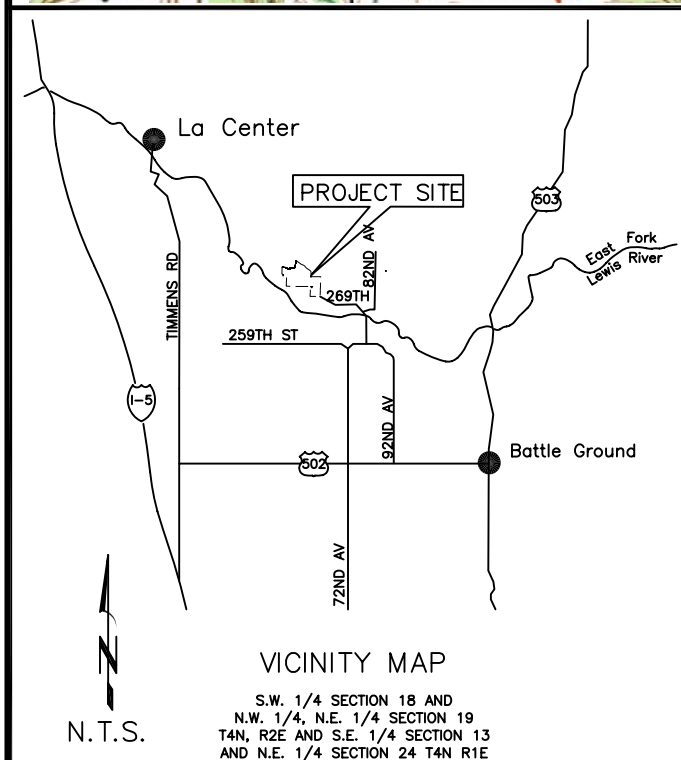 La Center
PROJECT SITE
503
East Fork
Lewis River
82ND AV
269TH
TIMMENS RD
259TH ST
I-5
92ND AV
Battle Ground
502
72ND AV
N
N.T.S.
VICINITY MAP
S.W. 1/4 SECTION 18 AND
N.W. 1/4, N.E. 1/4 SECTION 19
T4N, R2E AND S.E. 1/4 SECTION 13
AND N.E. 1/4 SECTION 24 T4N R1E